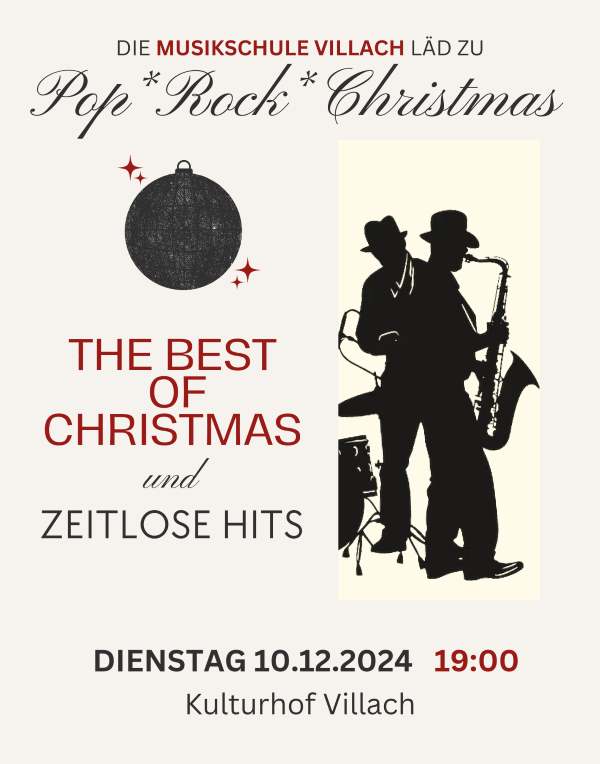 DIE MUSIKSCHULE VILLACH LÄD ZU
Pop*Rock*Christmas
THE BEST
OF
CHRISTMAS
und
ZEITLOSE HITS
DIENSTAG 10.12.2024 19:00
Kulturhof Villach